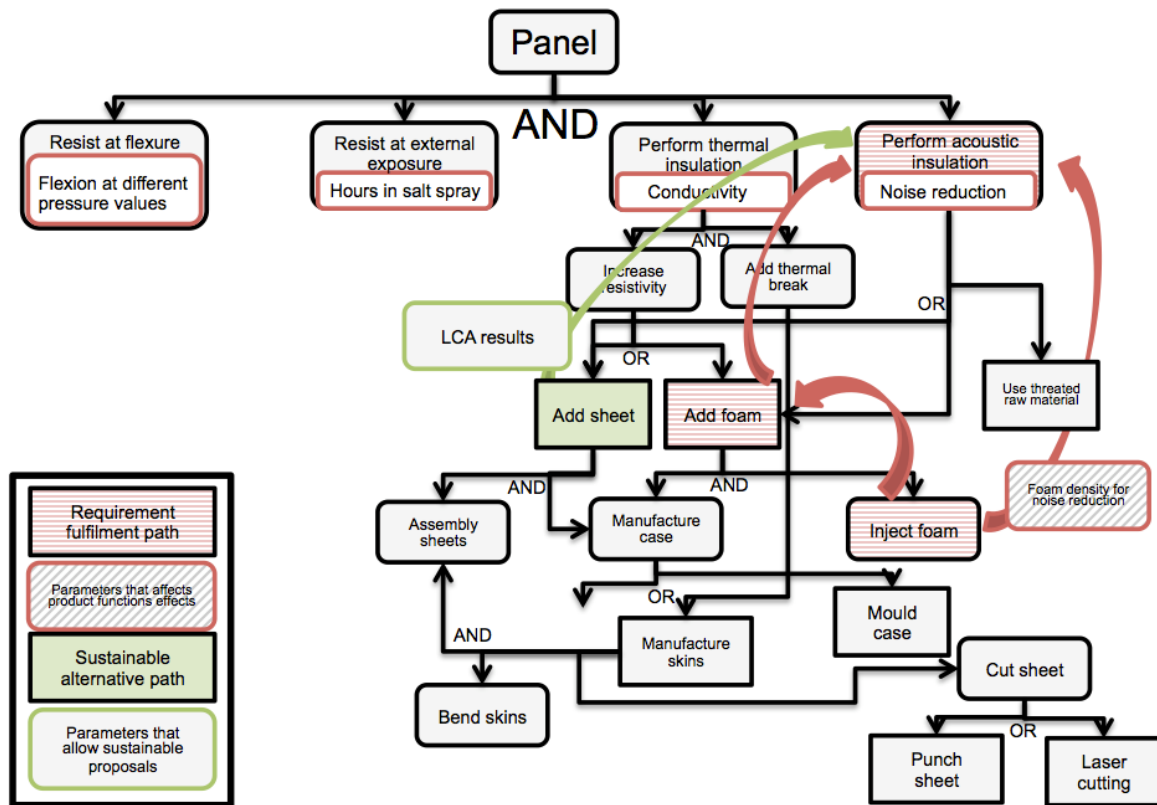 Panel
AND
Resist at flexure
Flexion at different
pressure values
Resist at external
exposure
Hours in salt spray
Perform thermal
insulation
Conductivity
Perform acoustic
insulation
Noise reduction
AND
Increase
resistivity
Add thermal
break
OR
LCA results
OR
Add sheet
Add foam
Use threated
raw material
AND
AND
Foam density for
noise reduction
Assembly
sheets
Manufacture
case
Inject foam
OR
AND
Manufacture
skins
Mould
case
Bend skins
Cut sheet
OR
Punch
sheet
Laser
cutting
Requirement
fulfilment path
Parameters that affects
product functions effects
Sustainable
alternative path
Parameters that
allow sustainable
proposals